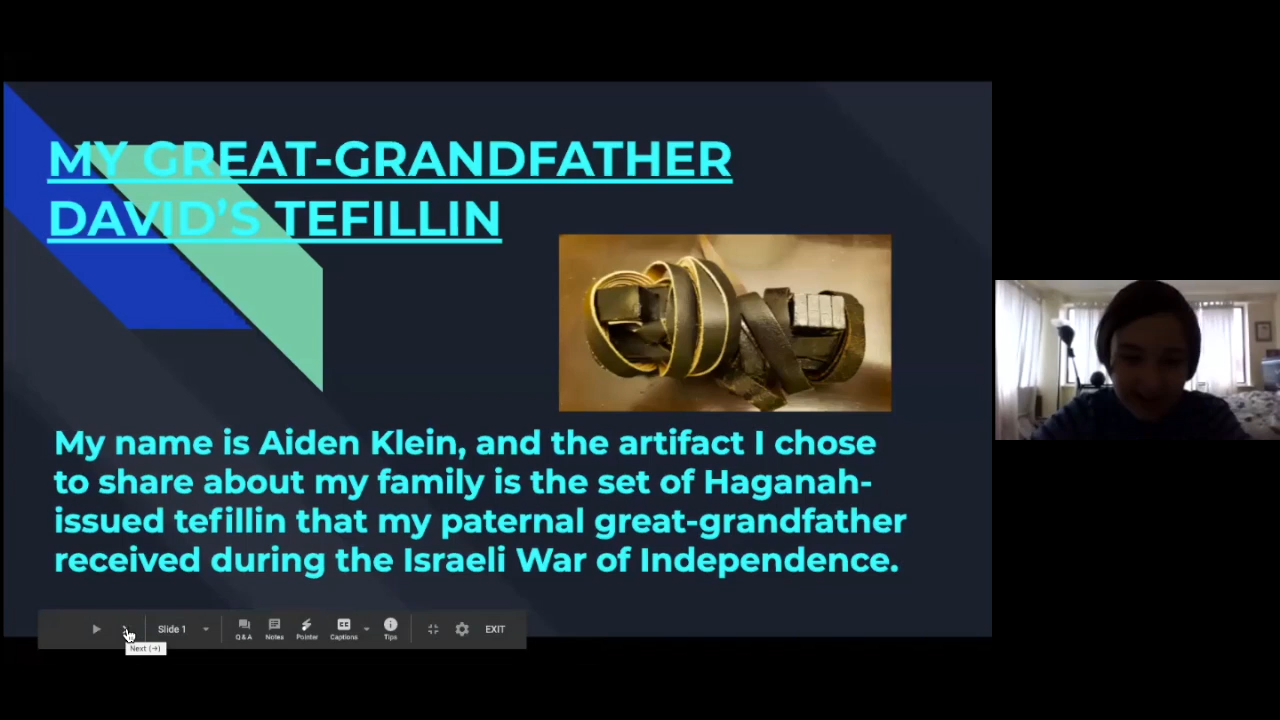 MY GREAT-GRANDFATHER
DAVID'S TEFILLIN
My name is Aiden Klein, and the artifact I chose
to share about my family is the set of Haganah-
issued tefillin that my paternal great-grandfather
received during the Israeli War of Independence.
Slide 1
Q&A
Notes
Pointer
CC
Captions
Tips
EXIT
Next (→)